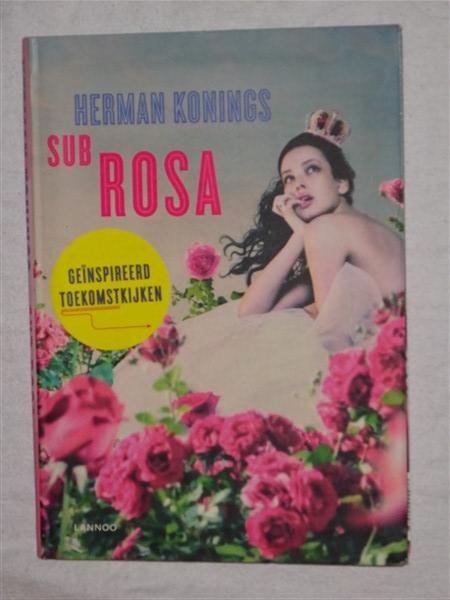 HERMAN KONINGS
SUB
ROSA
GEÏNSPIREERD
TOEKOMSTKIJKEN
LANNOO